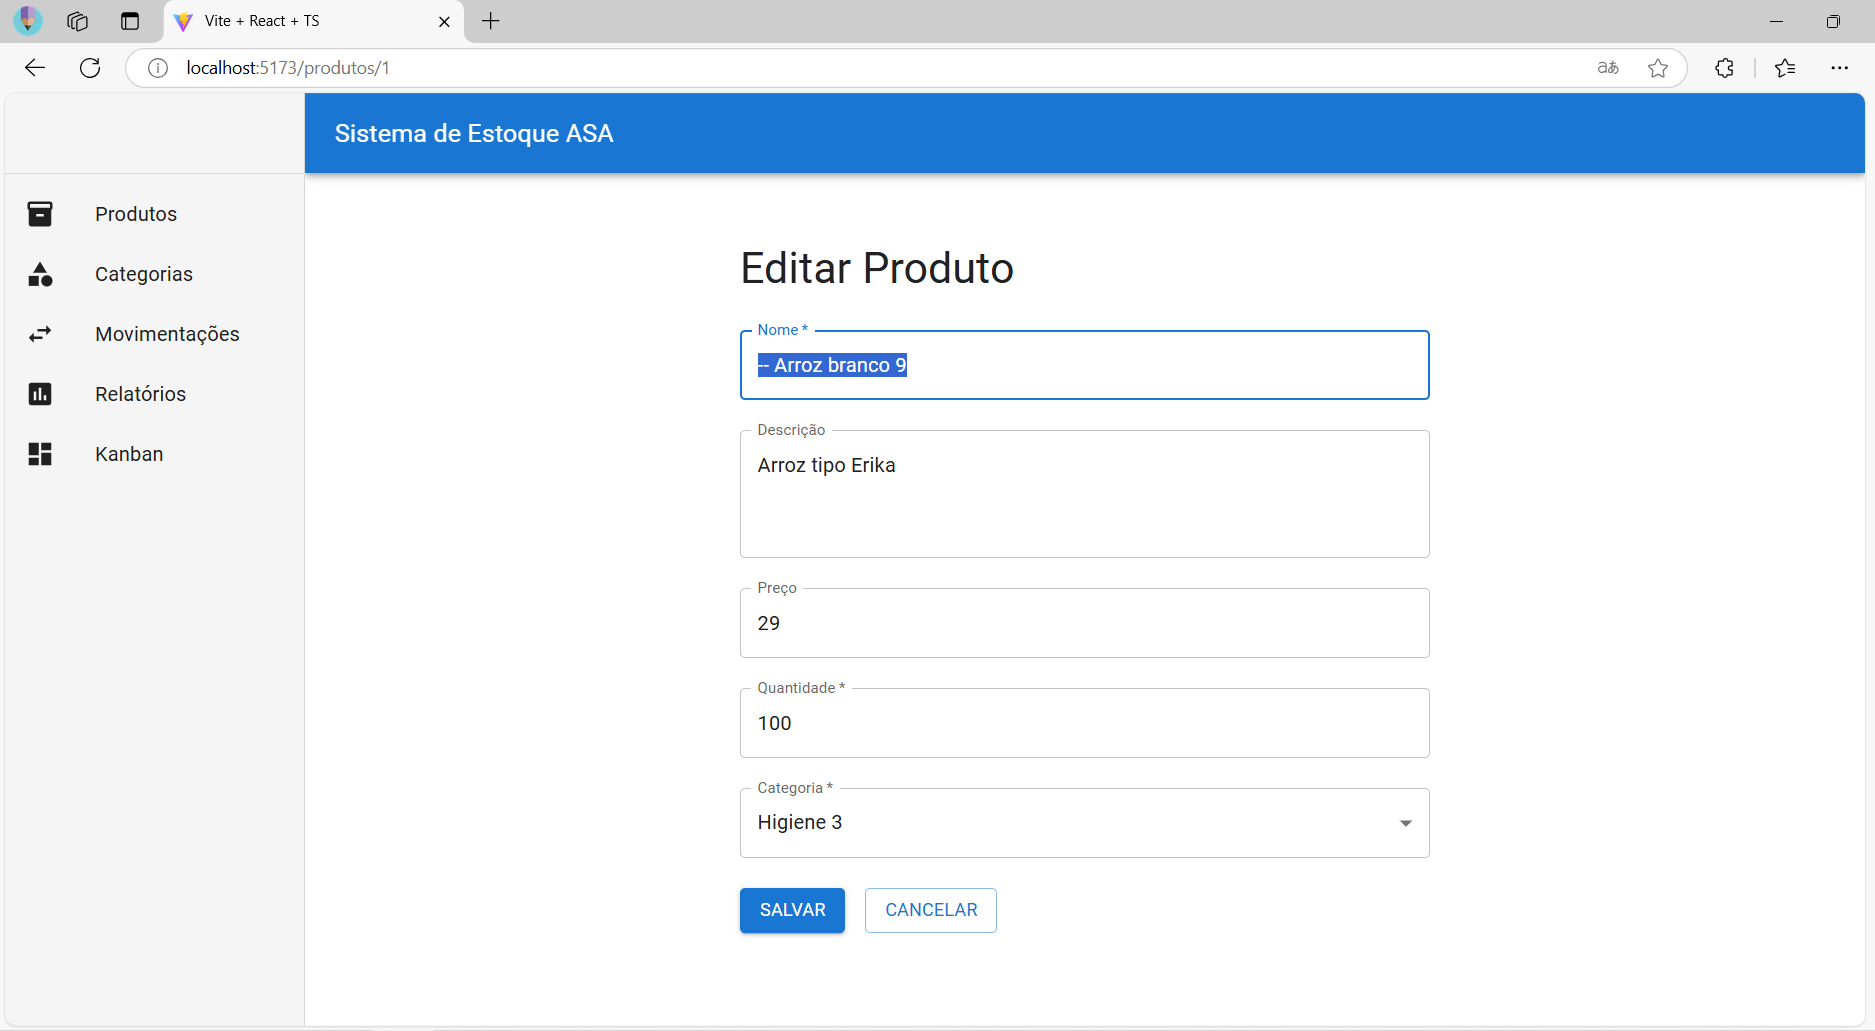 Vite + React + TS
localhost:5173/produtos/1
Sistema de Estoque ASA
Produtos
Categorias
Movimentações
Relatórios
Kanban
Editar Produto
Nome *
-- Arroz branco 9
Descrição
Arroz tipo Erika
Preço
29
Quantidade *
100
Categoria *
Higiene 3
SALVAR
CANCELAR